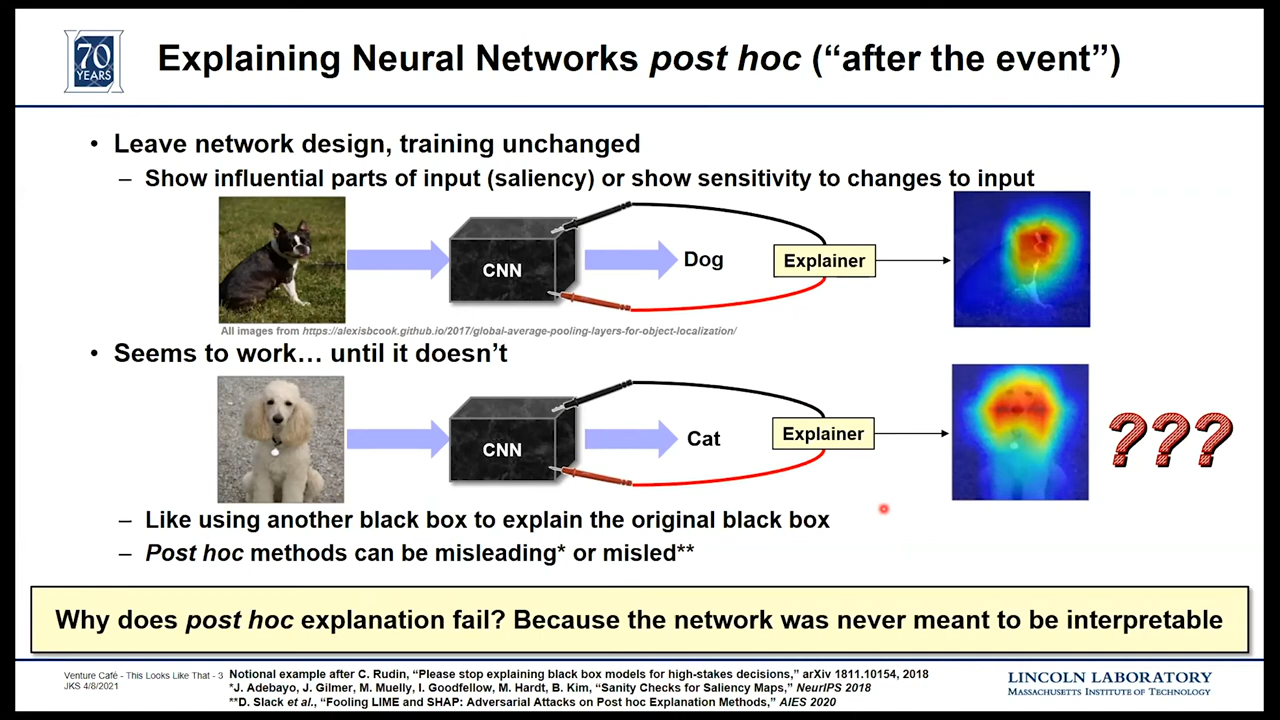 70
YEARS
Explaining Neural Networks post hoc (“after the event”)
• Leave network design, training unchanged
– Show influential parts of input (saliency) or show sensitivity to changes to input
CNN
Dog
Explainer
All images from https://alexisbcook.github.io/2017/global-average-pooling-layers-for-object-localization/
• Seems to work… until it doesn’t
CNN
Cat
Explainer
???
– Like using another black box to explain the original black box
– Post hoc methods can be misleading* or misled**
Why does post hoc explanation fail? Because the network was never meant to be interpretable
Venture Café - This Looks Like That - 3
JKS 4/8/2021
Notional example after C. Rudin, “Please stop explaining black box models for high-stakes decisions,” arXiv 1811.10154, 2018
*J. Adebayo, J. Gilmer, M. Muelly, I. Goodfellow, M. Hardt, B. Kim, “Sanity Checks for Saliency Maps,” NeurIPS 2018
**D. Slack et al., “Fooling LIME and SHAP: Adversarial Attacks on Post hoc Explanation Methods,” AIES 2020
LINCOLN LABORATORY
MASSACHUSETTS INSTITUTE OF TECHNOLOGY